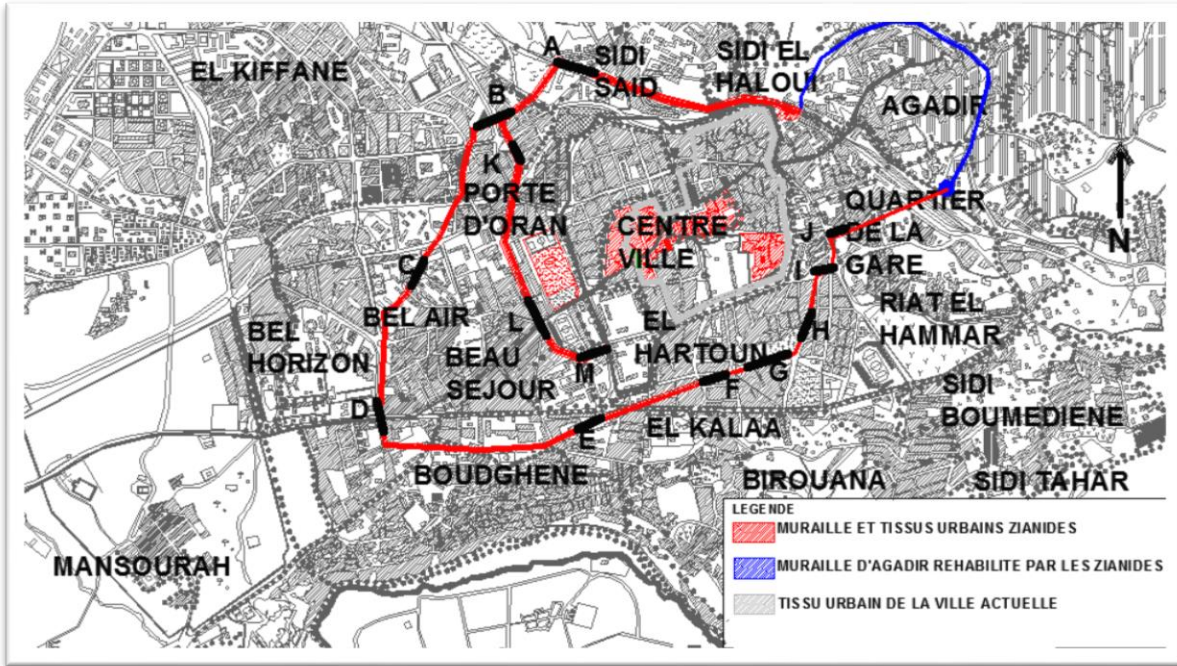 A
SIDI
SAID
SIDI EL
HALOUI
EL KIFFANE
B
AGADIR
K
PORTE
D'ORAN
QUARTIER
DE LA
GARE
J
CENTRE
VILLE
N
I
C
RIAT EL
HAMMAR
BEL AIR
L
EL
HARTOUN
H
BEL
HORIZON
BEAU
SEJOUR
M
G
F
SIDI
BOUMEDIENE
D
E
EL KALAA
BOUDGHENE
BIROUANA
SIDI TAHAR
MANSOURAH
LEGENDE
MURAILLE ET TISSUS URBAINS ZIANIDES
MURAILLE D'AGADIR REHABILITE PAR LES ZIANIDES
TISSU URBAIN DE LA VILLE ACTUELLE